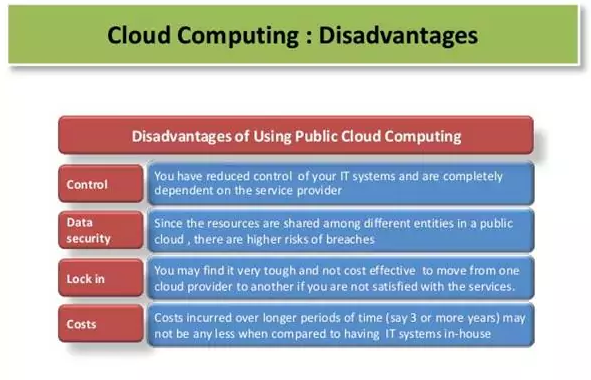 Cloud Computing : Disadvantages
Disadvantages of Using Public Cloud Computing
Control
You have reduced control of your IT systems and are completely
dependent on the service provider
Data
security
Since the resources are shared among different entities in a public
cloud , there are higher risks of breaches
Lock in
You may find it very tough and not cost effective to move from one
cloud provider to another if you are not satisfied with the services.
Costs
Costs incurred over longer periods of time (say 3 or more years) may
not be any less when compared to having IT systems in-house